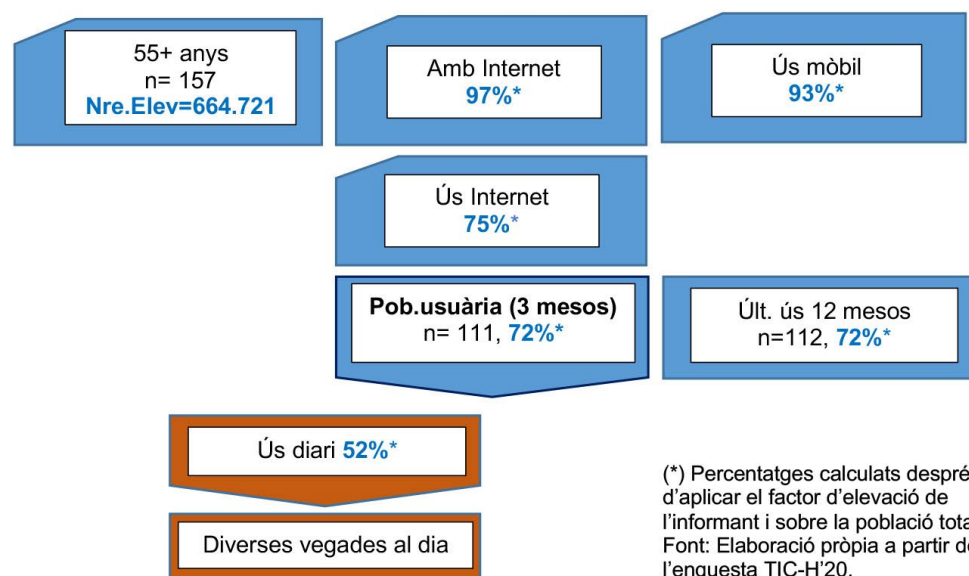 55+ anys
n= 157
Nre.Elev=664.721
Amb Internet
97%*
Ús mòbil
93%*
Ús Internet
75%*
Pob.usuària (3 mesos)
n= 111, 72%*
Últ. ús 12 mesos
n=112, 72%*
Ús diari 52%*
Diverses vegades al dia
(*) Percentatges calculats despré
d’aplicar el factor d’elevació de
l’informant i sobre la població tota
Font: Elaboració pròpia a partir de
l’enquesta TIC-H’20.